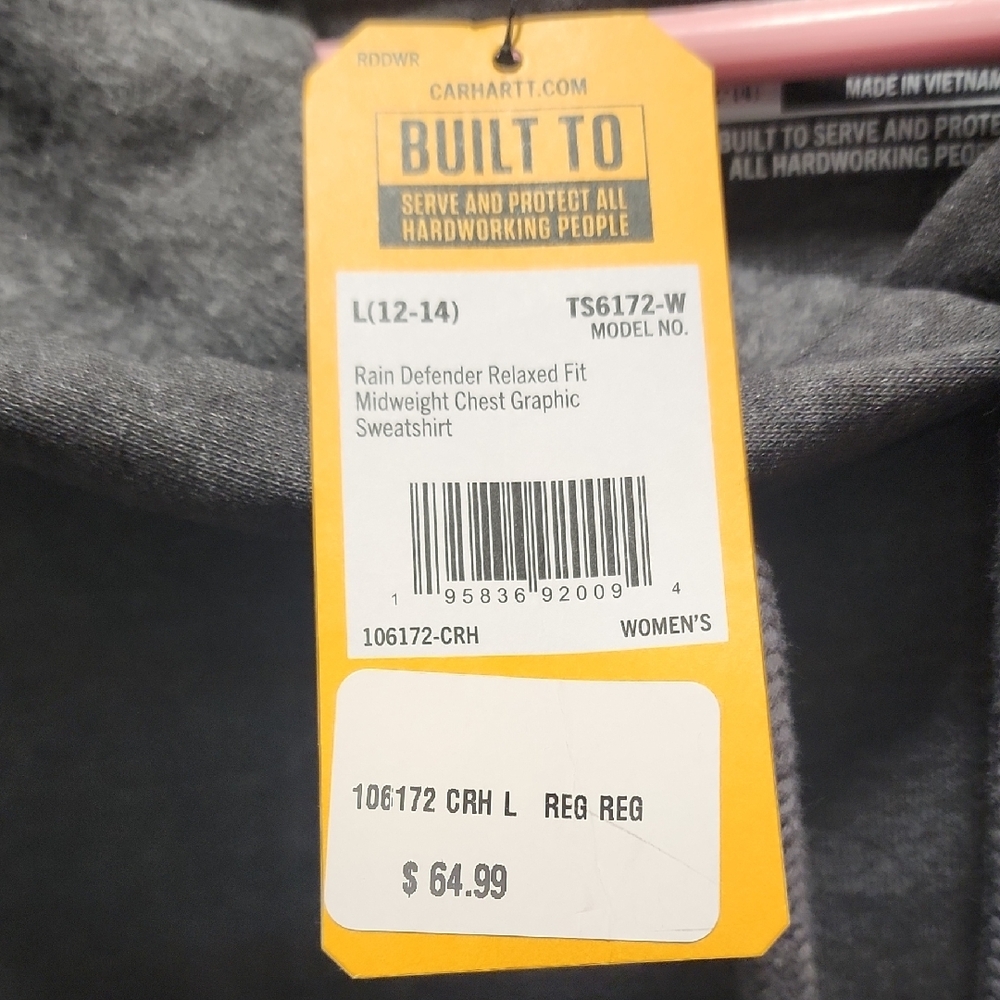 RDDWR
CARHARTT.COM
BUILT TO
SERVE AND PROTECT ALL
HARDWORKING PEOPLE
L(12-14)
TS6172-W
MODEL NO.
Rain Defender Relaxed Fit
Midweight Chest Graphic
Sweatshirt
1 95836 92009 4
106172-CRH
WOMEN'S
106172 CRH L REG REG
$ 64.99
MADE IN VIETNAM
BUILT TO SERVE AND PROTE
ALL HARDWORKING PEOP